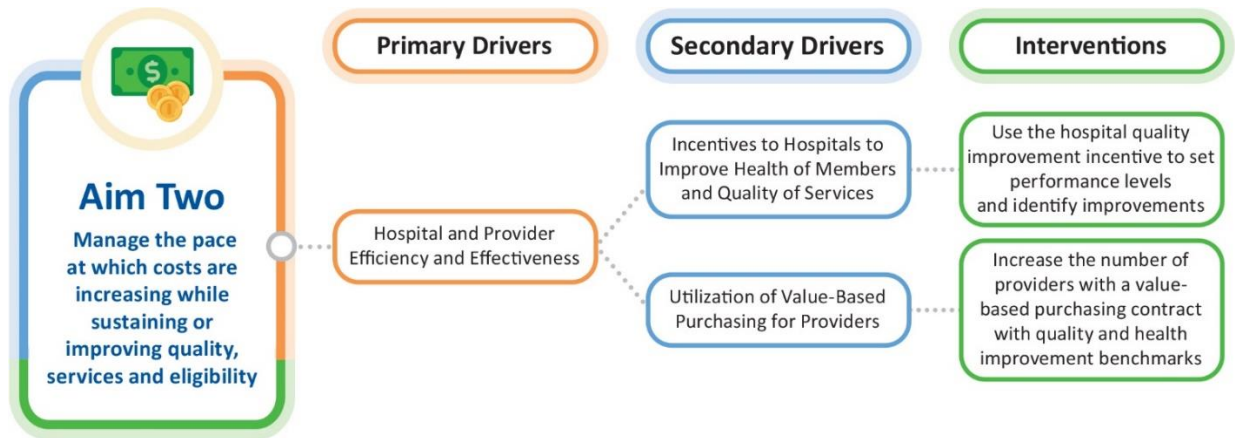 Primary Drivers
Secondary Drivers
Interventions
$
Aim Two
Manage the pace
at which costs are
increasing while
sustaining or
improving quality,
services and eligibility
Hospital and Provider
Efficiency and Effectiveness
Incentives to Hospitals to
Improve Health of Members
and Quality of Services
Utilization of Value-Based
Purchasing for Providers
Use the hospital quality
improvement incentive to set
performance levels
and identify improvements
Increase the number of
providers with a value-
based purchasing contract
with quality and health
improvement benchmarks